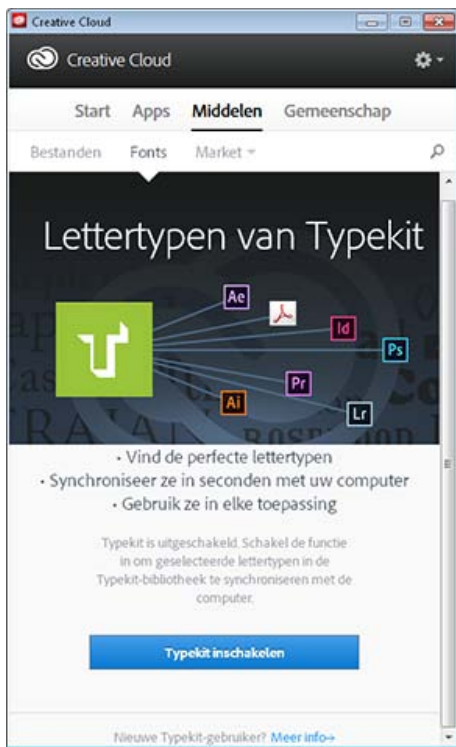 Creative Cloud
Creative Cloud
Start Apps Middelen Gemeenschap
Bestanden Fonts Market
Lettertypen van Typekit
Ae
Id
Ps
Pr
Ai
Lr
• Vind de perfecte lettertypen
• Synchroniseer ze in seconden met uw computer
• Gebruik ze in elke toepassing
Typekit is uitgeschakeld. Schakel de functie
in om geselecteerde lettertypen in de
Typekit-bibliotheek te synchroniseren met de
computer.
Typekit inschakelen
Nieuwe Typekit-gebruiker? Meer info→